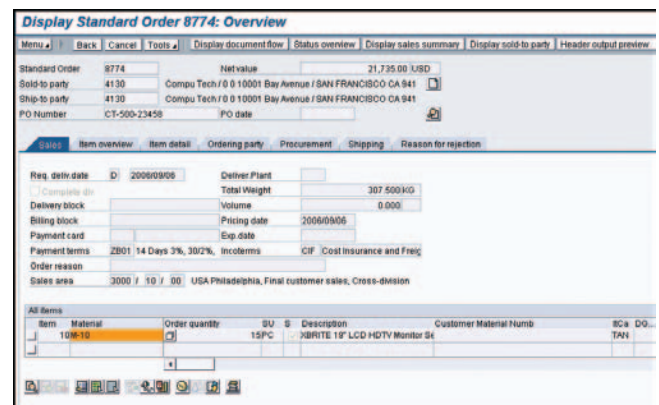 Display Standard Order 8774: Overview
Menu Back Cancel Tools Display document flow Status overview Display sales summary Display sold-to party Header output preview
Standard Order 8774 Net value 21,735.00 USD
Sold-to party 4130 Compu Tech / 0 0 10001 Bay Avenue / SAN FRANCISCO CA 941
Ship-to party 4130 Compu Tech / 0 0 10001 Bay Avenue / SAN FRANCISCO CA 941
PO Number CT-500-23458 PO date
Sales Item overview Item detail Ordering party Procurement Shipping Reason for rejection
Req. deliv.date D 2006/09/06 Deliver.Plant
Complete dlv. Total Weight 307.500 KG
Delivery block Volume 0.000
Billing block Pricing date 2006/09/06
Payment card Exp.date
Payment terms ZB01 14 Days 3%, 30/2%, Incoterms CIF Cost Insurance and Freig
Order reason
Sales area 3000 / 10 / 00 USA Philadelphia, Final customer sales, Cross-division
All items
Item Material Order quantity SU S Description Customer Material Numb ItCa DG...
10 M-10 15 PC XBRITE 19" LCD HDTV Monitor Se TAN